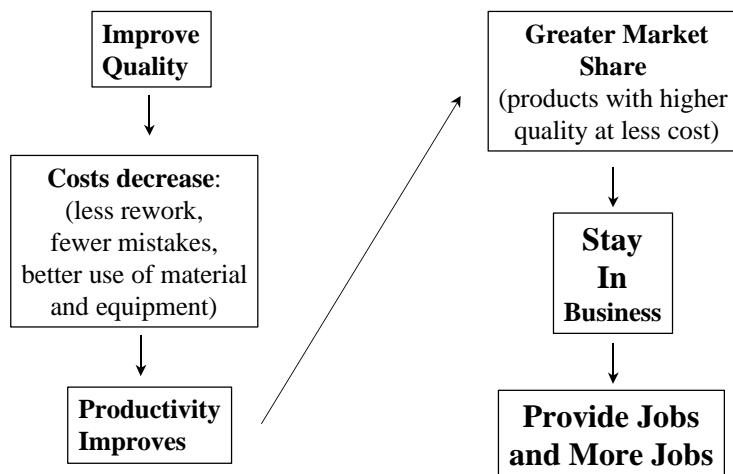 Improve
Quality
Costs decrease:
(less rework,
fewer mistakes,
better use of material
and equipment)
Productivity
Improves
Greater Market
Share
(products with higher
quality at less cost)
Stay
In
Business
Provide Jobs
and More Jobs